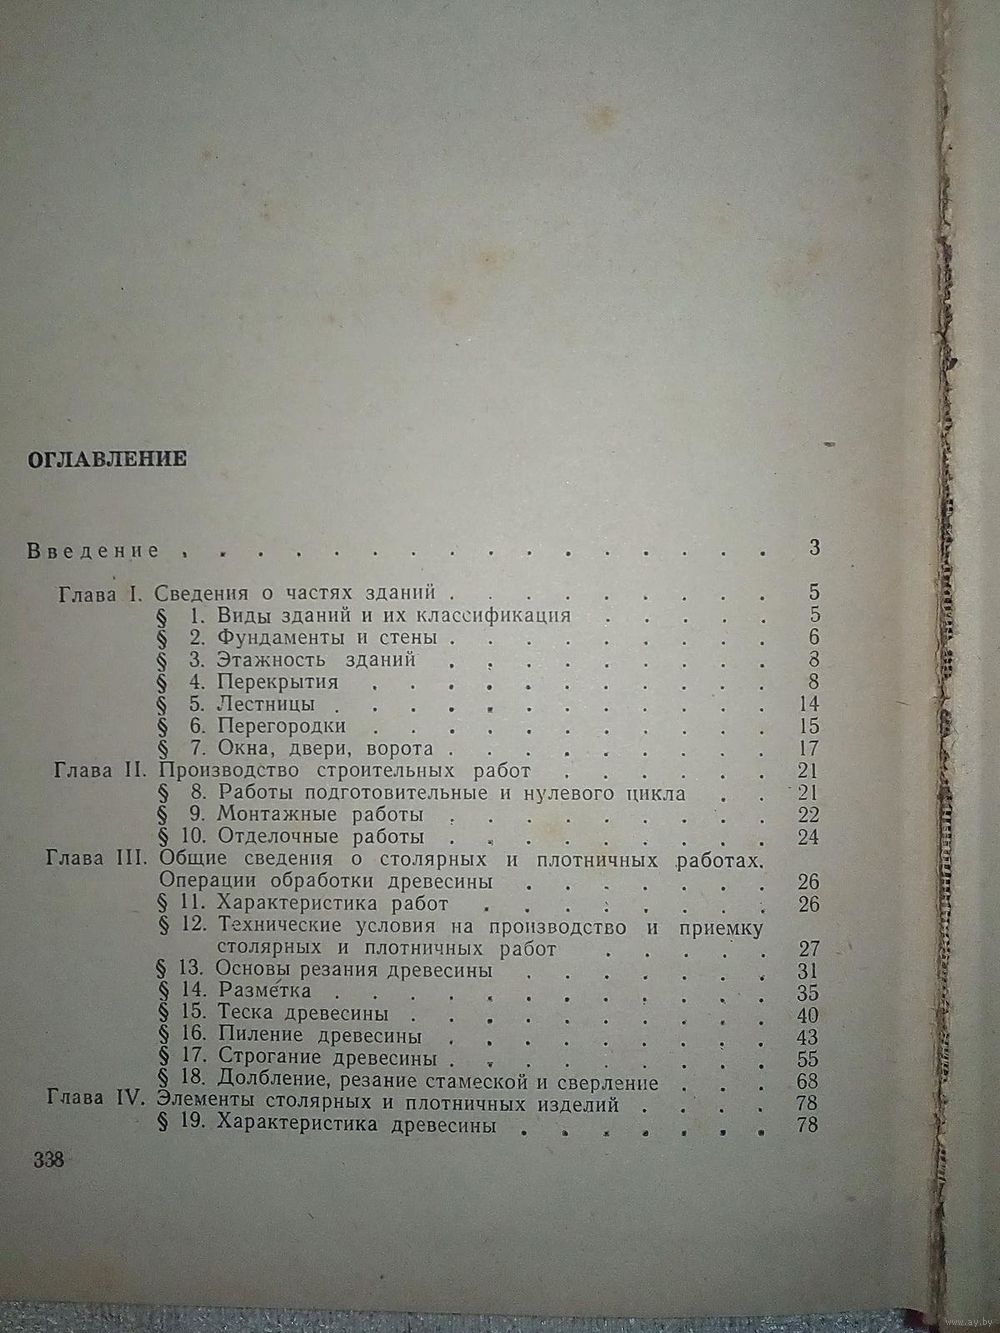 ОГЛАВЛЕНИЕ
Введение . . . . . . . . . . . . . . . . . 3
Глава I. Сведения о частях зданий . . . . . . . . . 5
§ 1. Виды зданий и их классификация . . . . . 5
§ 2. Фундаменты и стены . . . . . . . . . 6
§ 3. Этажность зданий . . . . . . . . . 8
§ 4. Перекрытия . . . . . . . . . . . 8
§ 5. Лестницы . . . . . . . . . . . . 14
§ 6. Перегородки . . . . . . . . . . . 15
§ 7. Окна, двери, ворота . . . . . . . . . 17
Глава II. Производство строительных работ . . . . . . 21
§ 8. Работы подготовительные и нулевого цикла . . 21
§ 9. Монтажные работы . . . . . . . . . 22
§ 10. Отделочные работы . . . . . . . . . 24
Глава III. Общие сведения о столярных и плотничных работах.
Операции обработки древесины . . . . . . . 26
§ 11. Характеристика работ . . . . . . . . 26
§ 12. Технические условия на производство и приемку
столярных и плотничных работ . . . . . 27
§ 13. Основы резания древесины . . . . . . . 31
§ 14. Разметка . . . . . . . . . . . . 35
§ 15. Теска древесины . . . . . . . . . . 40
§ 16. Пиление древесины . . . . . . . . . 43
§ 17. Строгание древесины . . . . . . . . . 55
§ 18. Долбление, резание стамеской и сверление . . . 68
Глава IV. Элементы столярных и плотничных изделий . . . . 78
§ 19. Характеристика древесины . . . . . . . 78
338
www.ay.by